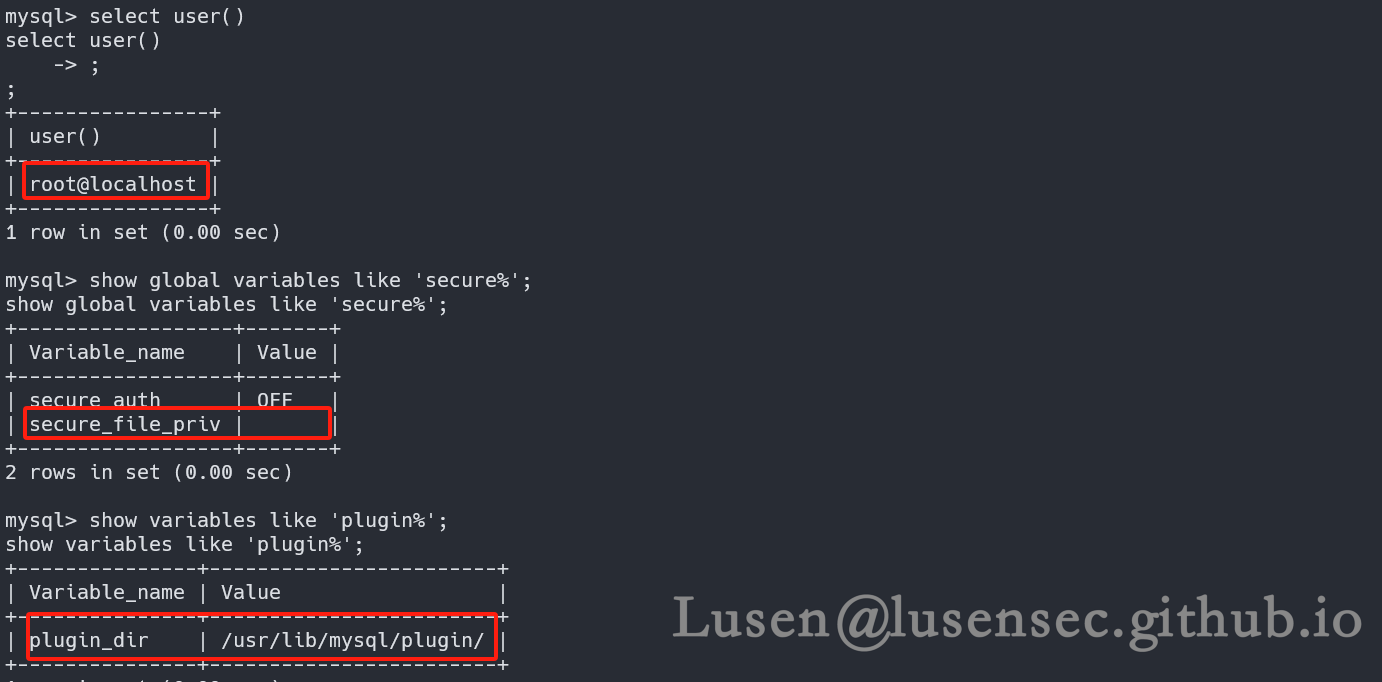 mysql> select user()
select user()
    -> ;
;
+----------------+
| user()         |
+----------------+
| root@localhost |
+----------------+
1 row in set (0.00 sec)

mysql> show global variables like 'secure%';
show global variables like 'secure%';
+------------------+-------+
| Variable_name    | Value |
+------------------+-------+
| secure_auth      | OFF   |
| secure_file_priv |       |
+------------------+-------+
2 rows in set (0.00 sec)

mysql> show variables like 'plugin%';
show variables like 'plugin%';
+---------------+------------------------+
| Variable_name | Value                  |
+---------------+------------------------+
| plugin_dir    | /usr/lib/mysql/plugin/ |
+---------------+------------------------+
Lusen@lusensec.github.io